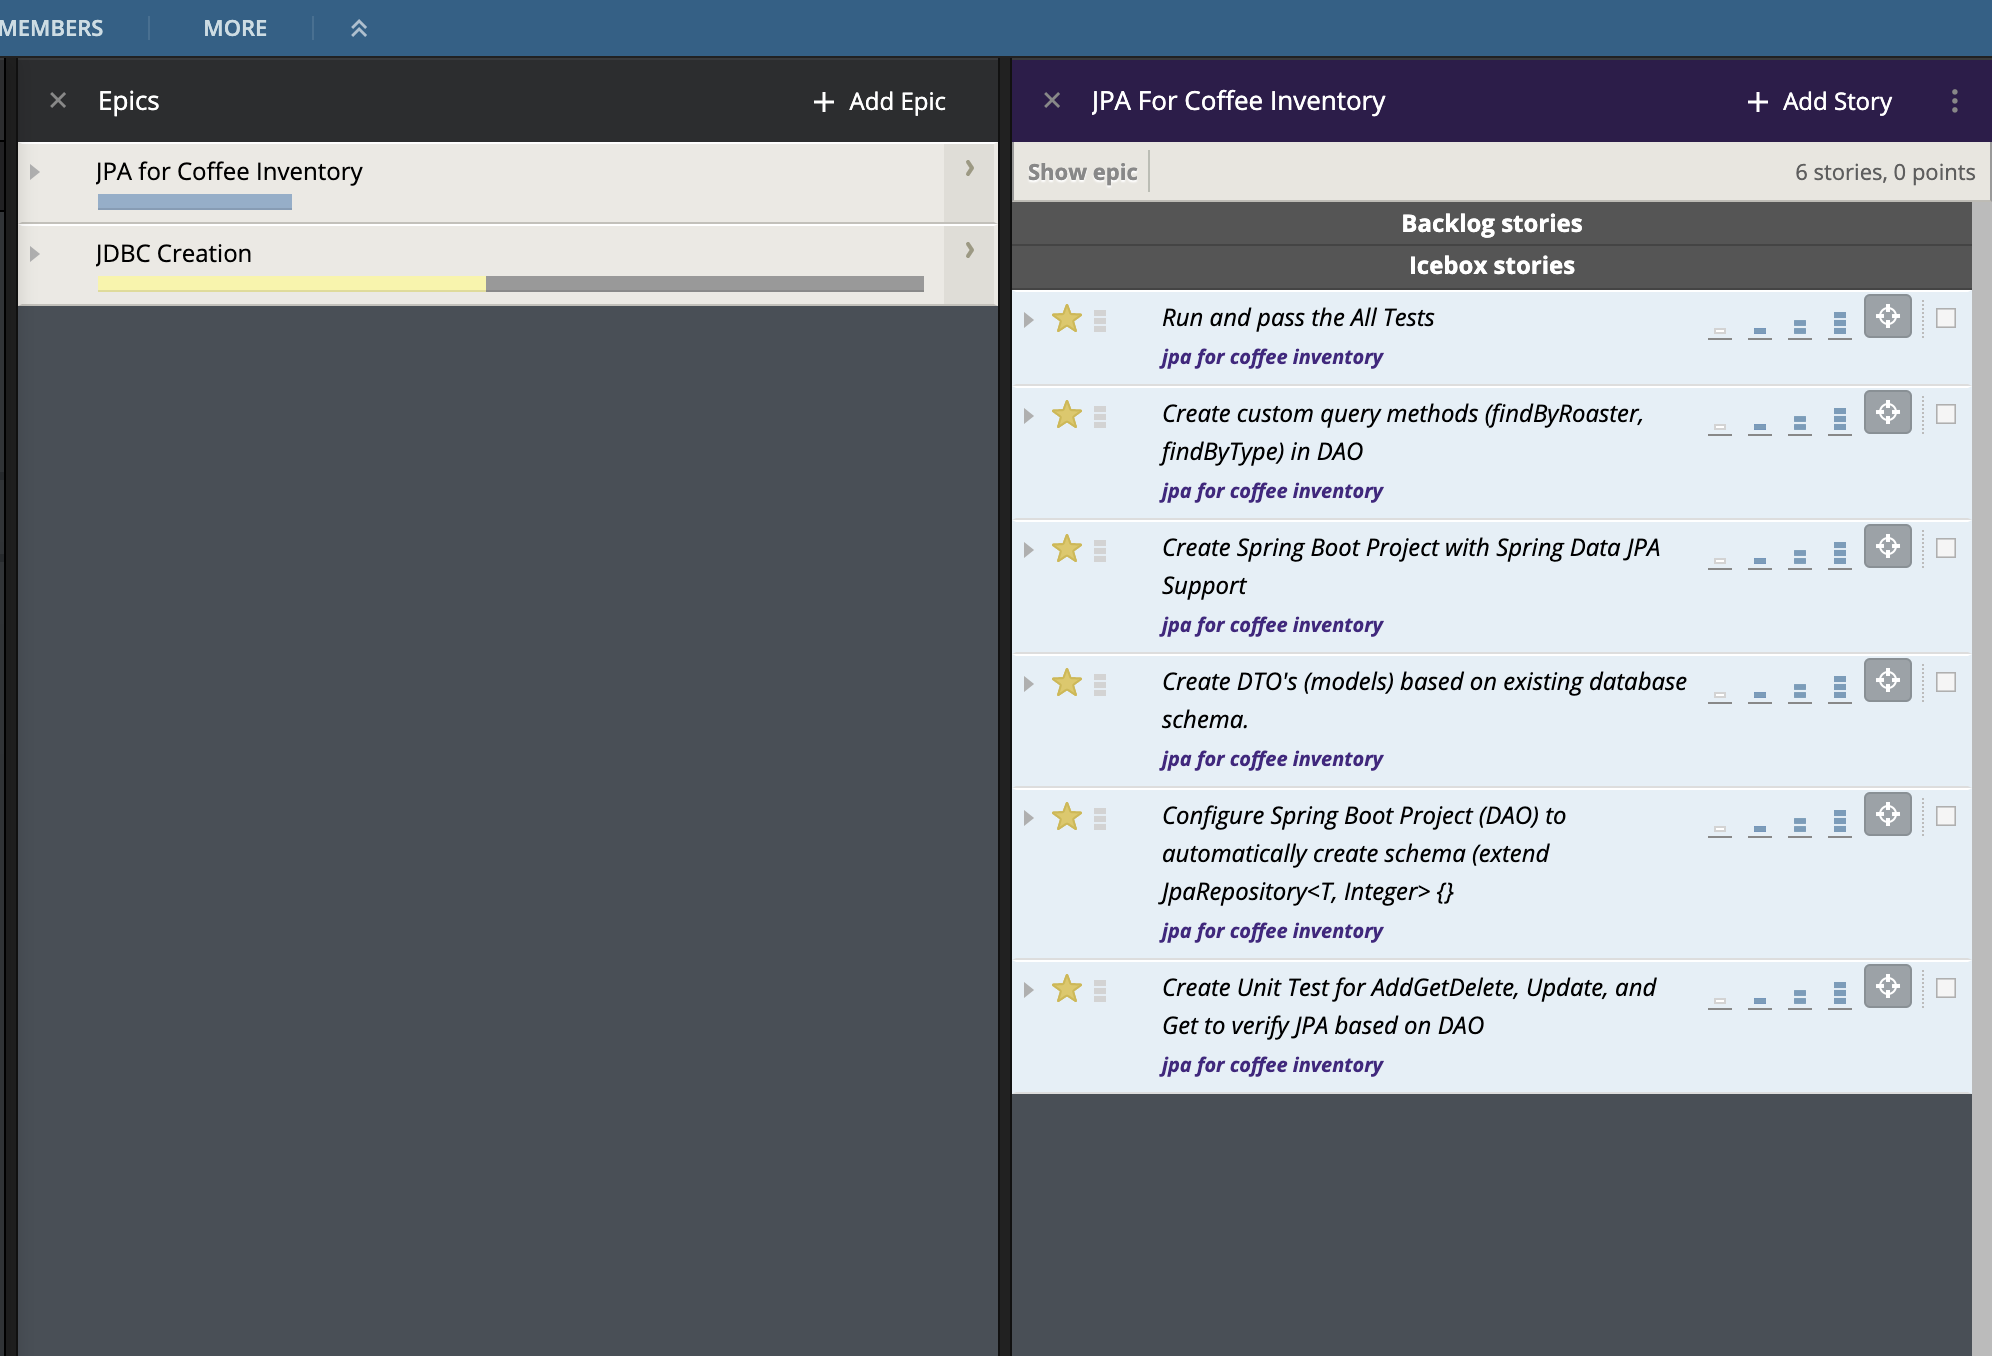 MEMBERS
MORE
Epics
+ Add Epic
JPA for Coffee Inventory
JDBC Creation
JPA For Coffee Inventory
+ Add Story
Show epic
6 stories, 0 points
Backlog stories
Icebox stories
Run and pass the All Tests
jpa for coffee inventory
Create custom query methods (findByRoaster,
findByType) in DAO
jpa for coffee inventory
Create Spring Boot Project with Spring Data JPA
Support
jpa for coffee inventory
Create DTO's (models) based on existing database
schema.
jpa for coffee inventory
Configure Spring Boot Project (DAO) to
automatically create schema (extend
JpaRepository<T, Integer> {}
jpa for coffee inventory
Create Unit Test for AddGetDelete, Update, and
Get to verify JPA based on DAO
jpa for coffee inventory